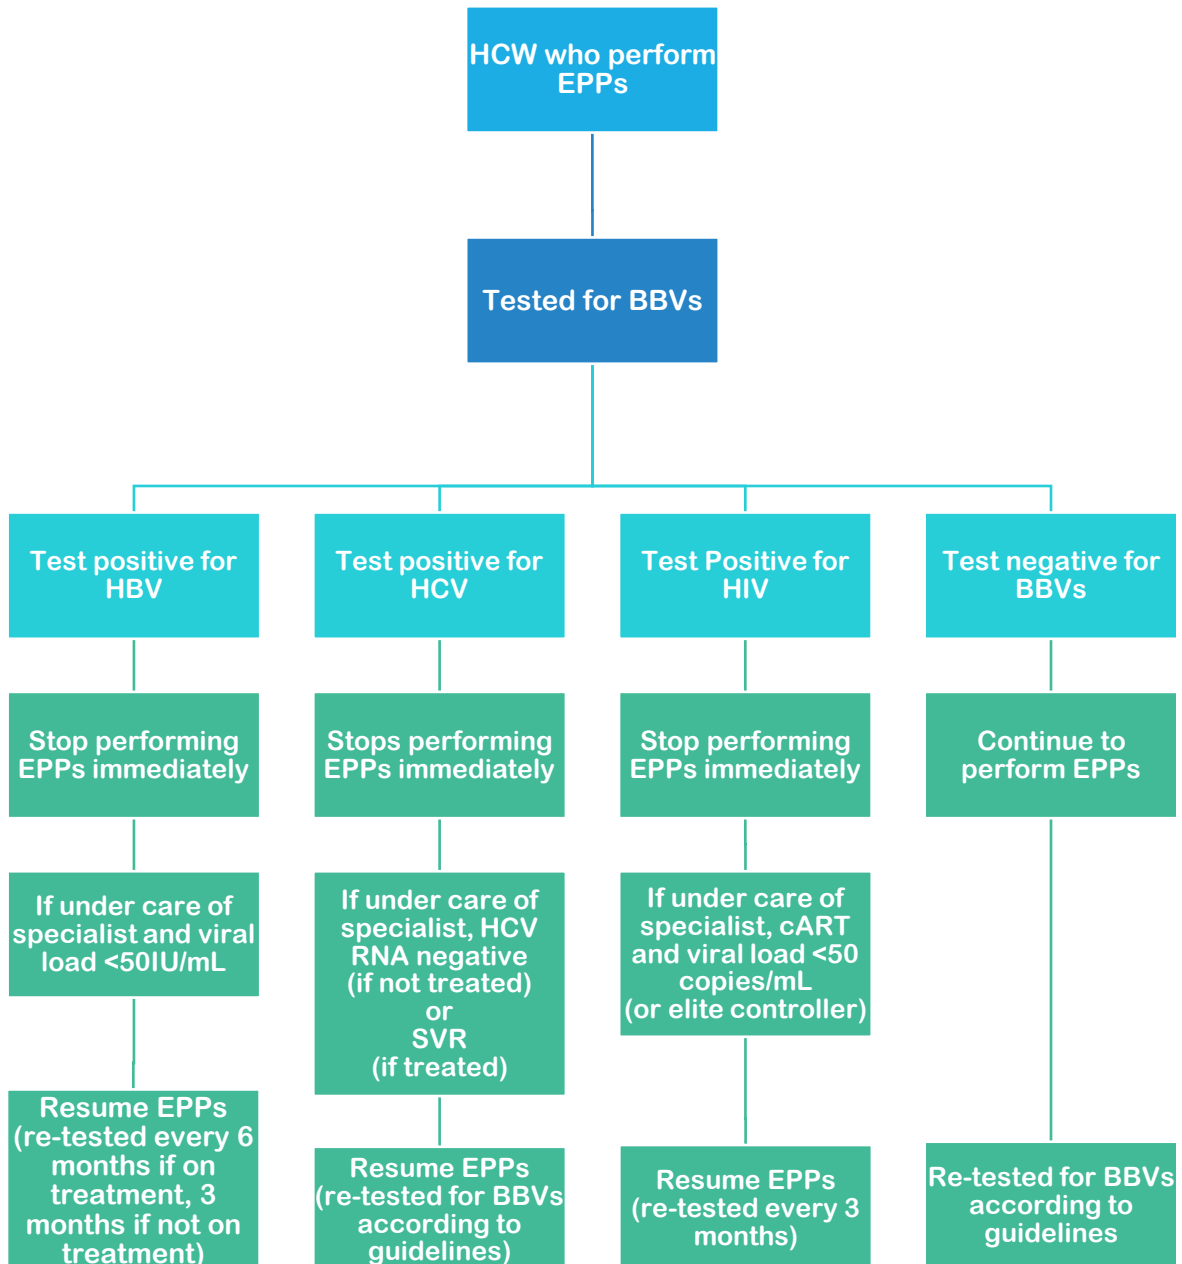 HCW who perform
EPPs
Tested for BBVs
Test positive for
HBV
Test positive for
HCV
Test Positive for
HIV
Test negative for
BBVs
Stop performing
EPPs immediately
Stops performing
EPPs immediately
Stop performing
EPPs immediately
Continue to
perform EPPs
If under care of
specialist and viral
load <50IU/mL
If under care of
specialist, HCV
RNA negative
(if not treated)
or
SVR
(if treated)
If under care of
specialist, cART
and viral load <50
copies/mL
(or elite controller)
Resume EPPs
(re-tested every 6
months if on
treatment, 3
months if not on
treatment)
Resume EPPs
(re-tested for BBVs
according to
guidelines)
Resume EPPs
(re-tested every 3
months)
Re-tested for BBVs
according to
guidelines